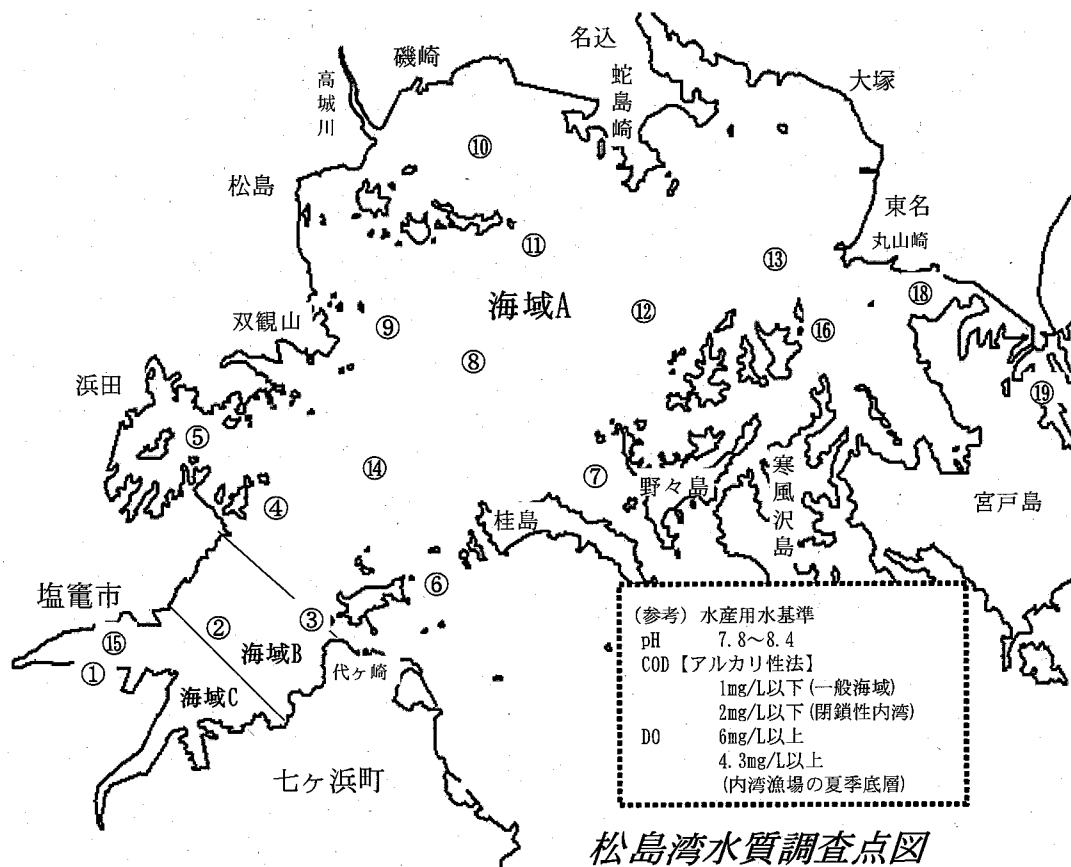 名込
磯崎
大塚
高城川
蛇島崎
⑩
松島
東名
丸山崎
⑪
⑬
⑱
海域A
⑫
双観山
⑨
⑯
⑧
浜田
⑲
⑤
⑭
⑦
野々島
寒風沢島
宮戸島
④
桂島
塩竈市
⑥
③
②
⑮
海域B
代ヶ崎
①
海域C
七ヶ浜町
(参考) 水産用水基準
pH 7.8～8.4
COD【アルカリ性法】
1mg/L以下(一般海域)
2mg/L以下(閉鎖性内湾)
DO 6mg/L以上
4.3mg/L以上
(内湾漁場の夏季底層)
松島湾水質調査点図